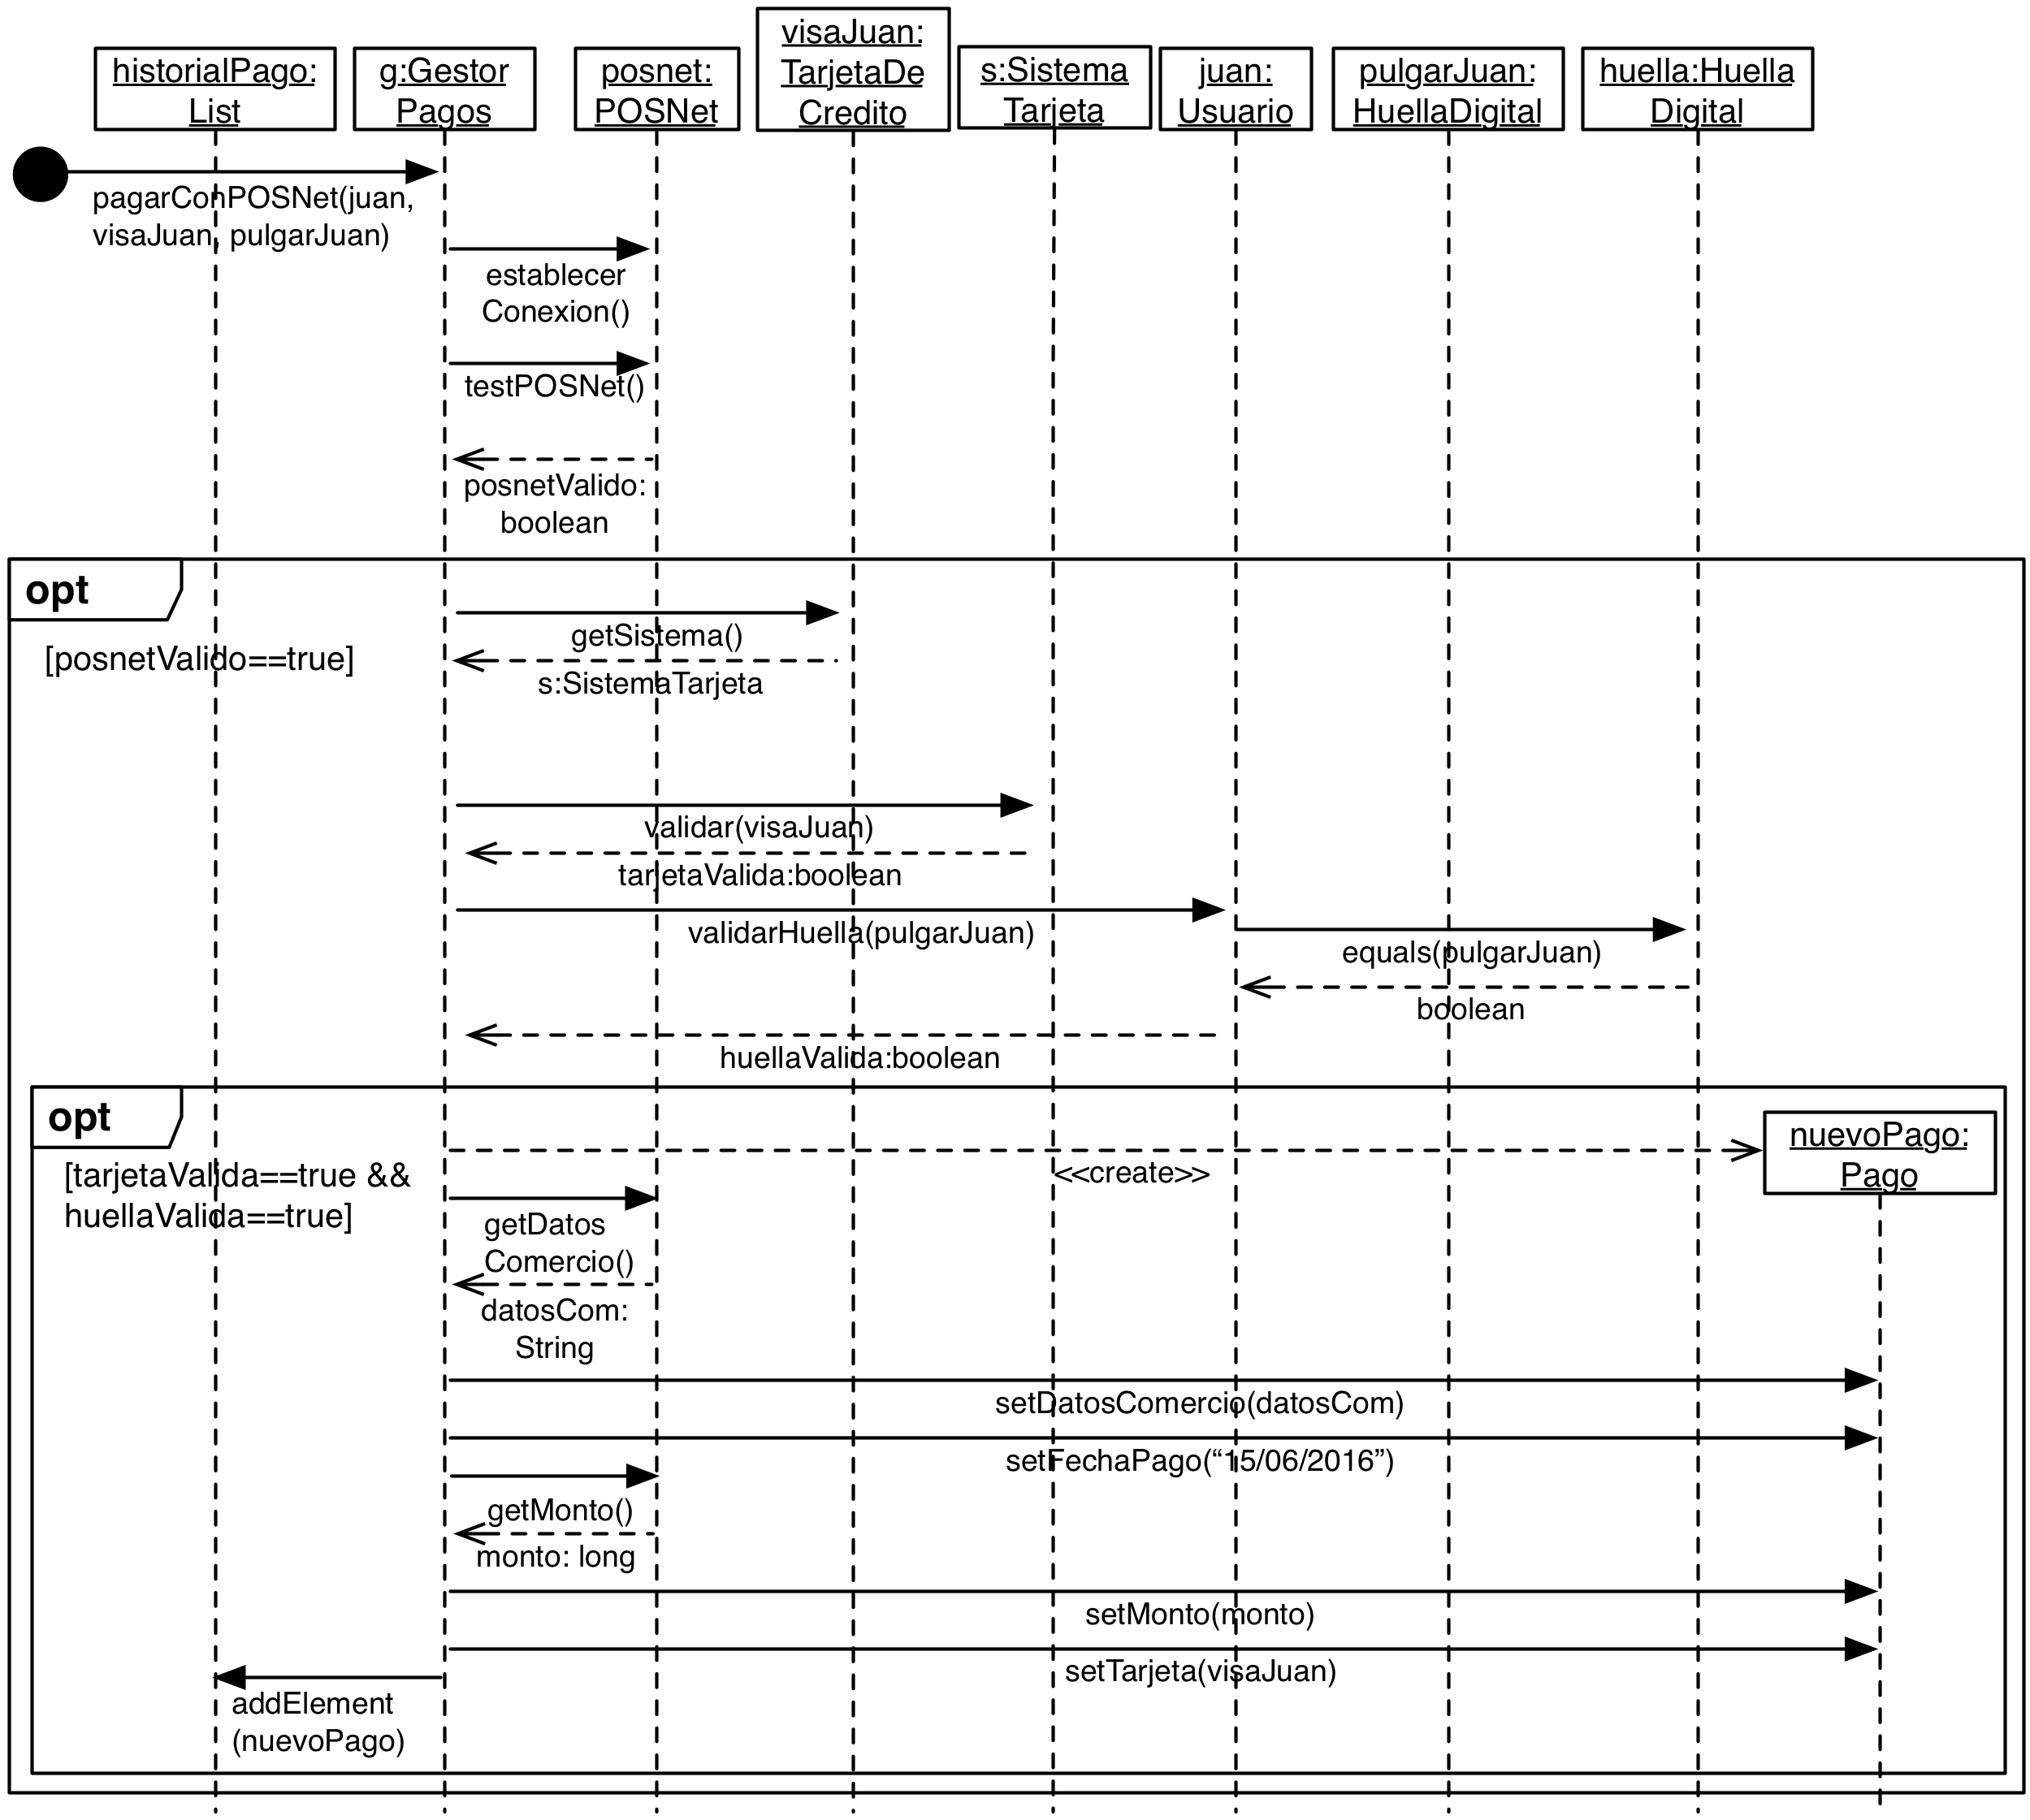 historialPago:
List
g:Gestor
Pagos
posnet:
POSNet
visaJuan:
TarjetaDe
Credito
s:Sistema
Tarjeta
juan:
Usuario
pulgarJuan:
HuellaDigital
huella:Huella
Digital
pagarConPOSNet(juan,
visaJuan, pulgarJuan)
establecer
Conexion()
testPOSNet()
posnetValido:
boolean
opt
[posnetValido==true]
getSistema()
s:SistemaTarjeta
validar(visaJuan)
tarjetaValida:boolean
validarHuella(pulgarJuan)
equals(pulgarJuan)
boolean
huellaValida:boolean
opt
[tarjetaValida==true &&
huellaValida==true]
<<create>>
nuevoPago:
Pago
getDatos
Comercio()
datosCom:
String
setDatosComercio(datosCom)
setFechaPago(“15/06/2016”)
getMonto()
monto: long
setMonto(monto)
setTarjeta(visaJuan)
addElement
(nuevoPago)